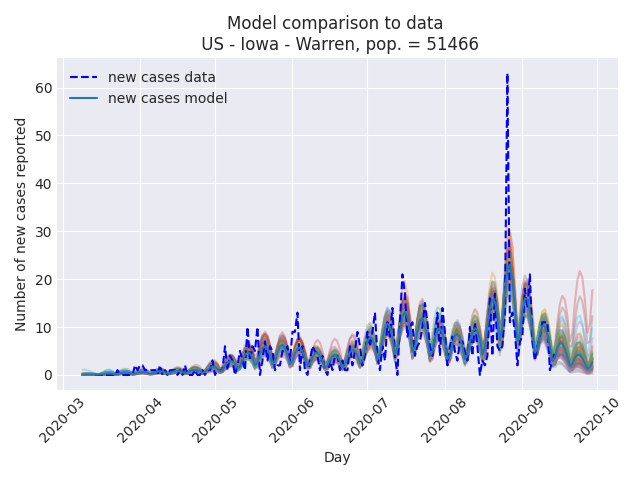 Model comparison to data
US - Iowa - Warren, pop. = 51466
new cases data
new cases model
Number of new cases reported
60
50
40
30
20
10
0
2020-03
2020-04
2020-05
2020-06
2020-07
2020-08
2020-09
2020-10
Day